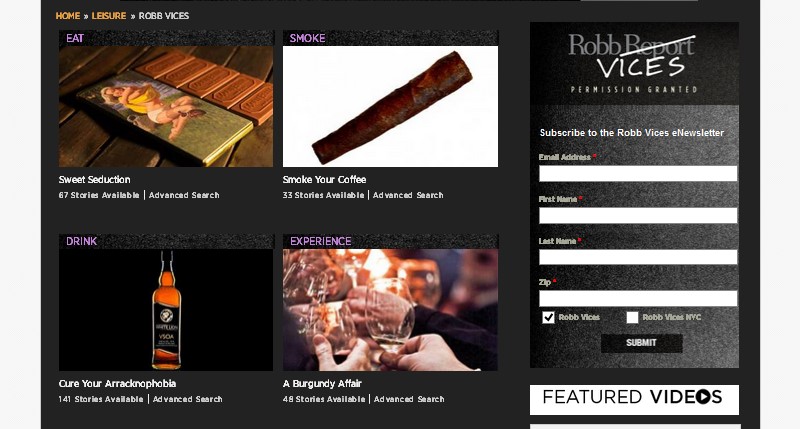 HOME » LEISURE » ROBB VICES
EAT
Sweet Seduction
67 Stories Available | Advanced Search
SMOKE
Smoke Your Coffee
33 Stories Available | Advanced Search
DRINK
VSOA
Cure Your Arracknophobia
141 Stories Available | Advanced Search
EXPERIENCE
A Burgundy Affair
48 Stories Available | Advanced Search
Robb Report
VICES
PERMISSION GRANTED
Subscribe to the Robb Vices eNewsletter
Email Address *
First Name *
Last Name *
Zip *
Robb Vices Robb Vices NYC
SUBMIT
FEATURED VIDEOS